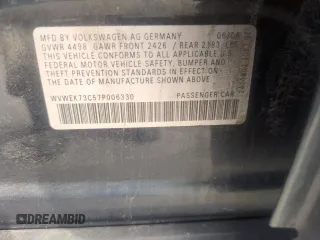 MFD BY VOLKSWAGEN AG GERMANY
GVWR 4498 GAWR FRONT 2426 / REAR LBS
THIS VEHICLE CONFORMS TO ALL APPLICABLE
FEDERAL MOTOR VEHICLE SAFETY, BUMPER, AND
THEFT PREVENTION STANDARDS IN EFFECT ON THE
DATE OF MANUFACTURE SHOWN ABOVE
WVWEK73C57P006330 PASSENGER CAR
DREAMBID